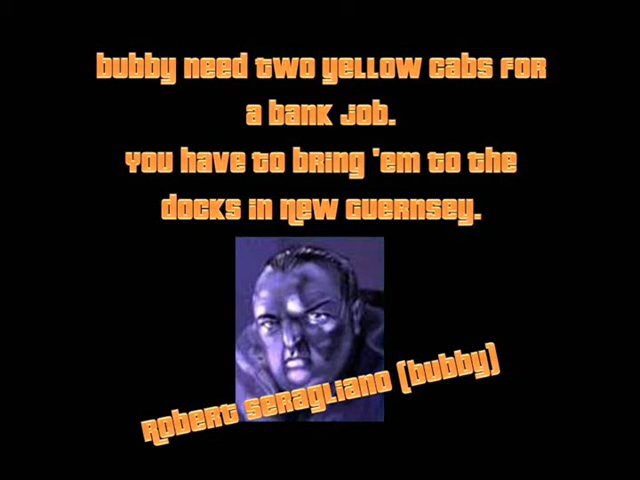 Bubby need two yellow cabs for
a bank job.
You have to bring 'em to the
docks in New Guernsey.
Robert Seragliano (Bubby)